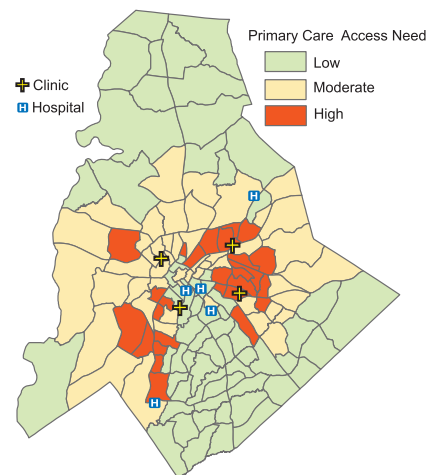 Primary Care Access Need
Low
Moderate
High
Clinic
H Hospital
H
H
H
H
H